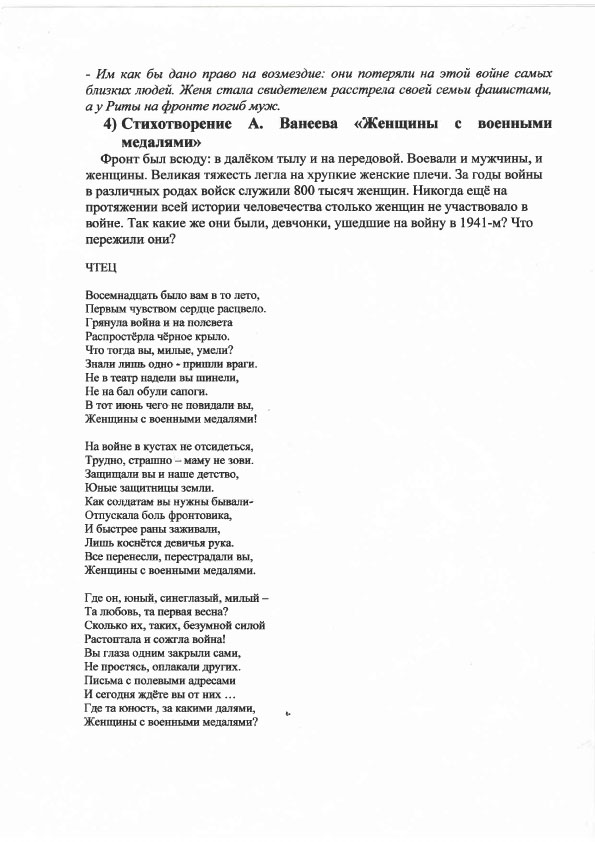 - Им как бы дано право на возмездие: они потеряли на этой войне самых
близких людей. Женя стала свидетелем расстрела своей семьи фашистами,
а у Риты на фронте погиб муж.
4) Стихотворение А. Ванеева «Женщины с военными
медалями»
Фронт был всюду: в далёком тылу и на передовой. Воевали и мужчины, и
женщины. Великая тяжесть легла на хрупкие женские плечи. За годы войны
в различных родах войск служили 800 тысяч женщин. Никогда ещё на
протяжении всей истории человечества столько женщин не участвовало в
войне. Так какие же они были, девчонки, ушедшие на войну в 1941-м? Что
пережили они?
ЧТЕЦ
Восемнадцать было вам в то лето,
Первым чувством сердце расцвело.
Грянула война и на полсвета
Распростёрла чёрное крыло.
Что тогда вы, милые, умели?
Знали лишь одно - пришли враги.
Не в театр надели вы шинели,
Не на бал обули сапоги.
В тот июнь чего не повидали вы,
Женщины с военными медалями!
На войне в кустах не отсидеться,
Трудно, страшно – маму не зови.
Защищали вы и наше детство,
Юные защитницы земли.
Как солдатам вы нужны бывали-
Отпускала боль фронтовика,
И быстрее раны заживали,
Лишь коснётся девичья рука.
Все перенесли, перестрадали вы,
Женщины с военными медалями.
Где он, юный, синеглазый, милый –
Та любовь, та первая весна?
Сколько их, таких, безумной силой
Растоптала и сожгла война!
Вы глаза одним закрыли сами,
Не простясь, оплакали других.
Письма с полевыми адресами
И сегодня ждёте вы от них …
Где та юность, за какими далями,
Женщины с военными медалями?